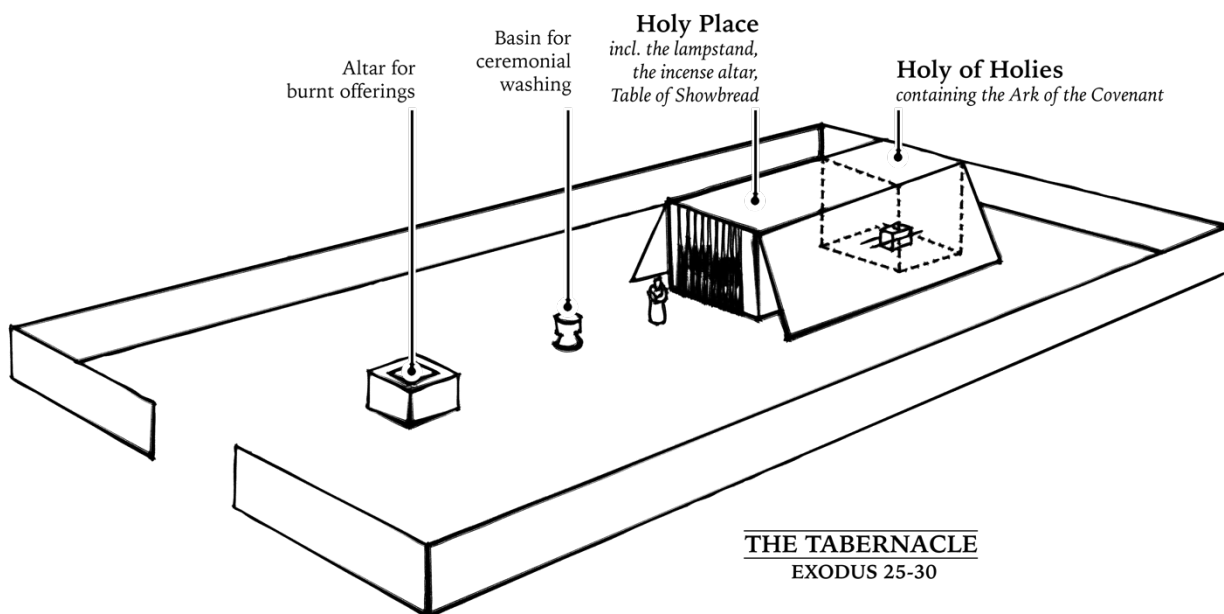 Altar for
burnt offerings
Basin for
ceremonial
washing
Holy Place
incl. the lampstand,
the incense altar,
Table of Showbread
Holy of Holies
containing the Ark of the Covenant
THE TABERNACLE
EXODUS 25-30